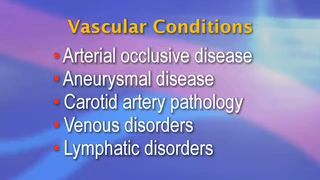 Vascular Conditions
• Arterial occlusive disease
• Aneurysmal disease
• Carotid artery pathology
• Venous disorders
• Lymphatic disorders